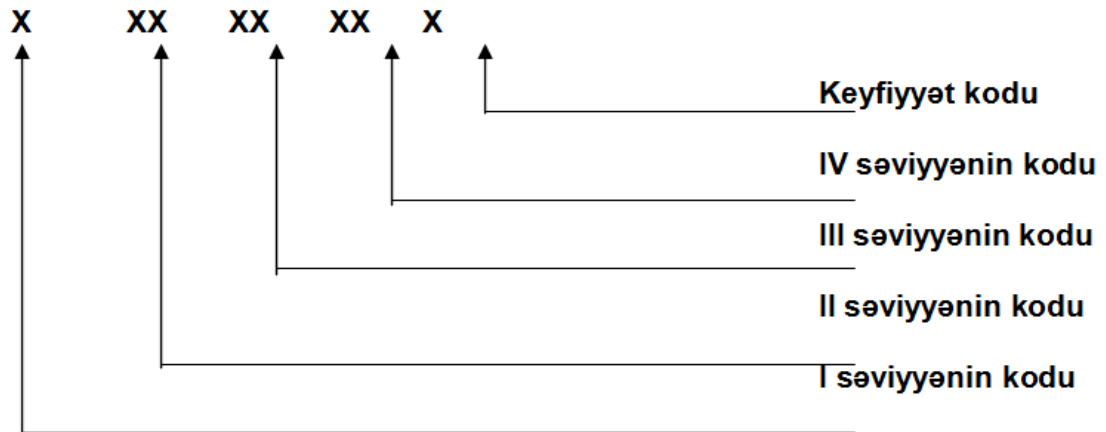 X XX XX XX X
Keyfiyyət kodu
IV səviyyənin kodu
III səviyyənin kodu
II səviyyənin kodu
I səviyyənin kodu